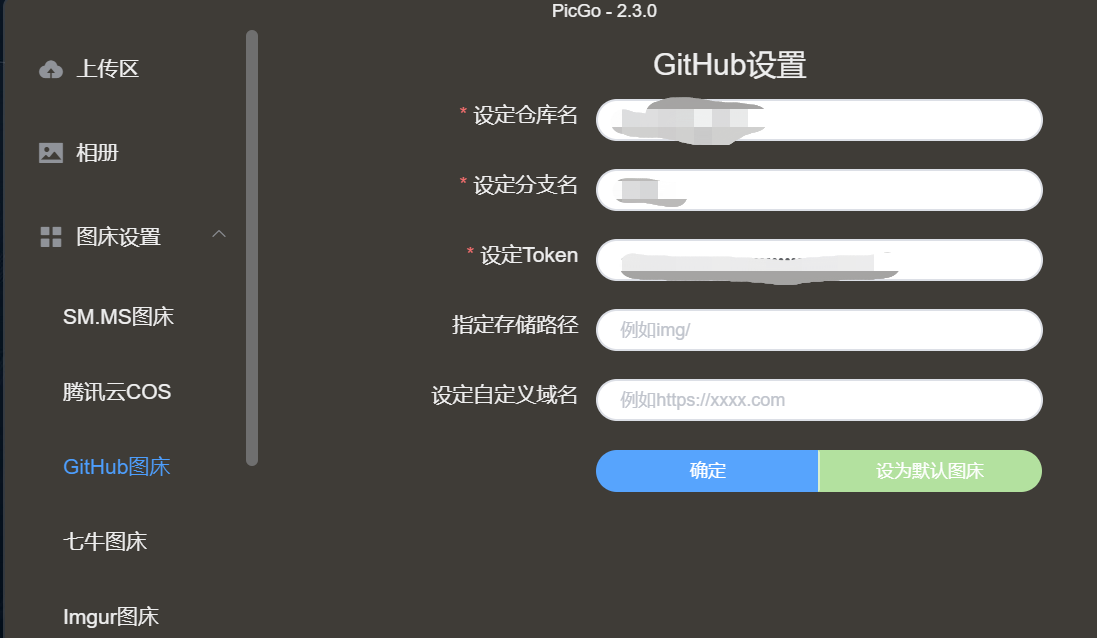 PicGo - 2.3.0
上传区
相册
图床设置
SM.MS图床
腾讯云COS
GitHub图床
七牛图床
Imgur图床
GitHub设置
* 设定仓库名
* 设定分支名
* 设定Token
指定存储路径
例如img/
设定自定义域名
例如https://xxxx.com
确定
设为默认图床